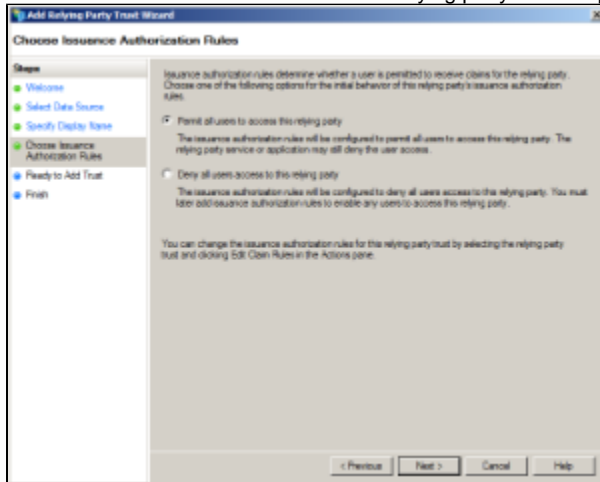 Add Relying Party Trust Wizard
Choose Issuance Authorization Rules
Steps
Welcome
Select Data Source
Specify Display Name
Choose Issuance
Authorization Rules
Ready to Add Trust
Finish
Issuance authorization rules determine whether a user is permitted to receive claims for the relying party.
Choose one of the following options for the initial behavior of this relying party's issuance authorization
rules.
Permit all users to access this relying party
The issuance authorization rules will be configured to permit all users to access this relying party. The
relying party service or application may still deny the user access.
Deny all users access to this relying party
The issuance authorization rules will be configured to deny all users access to this relying party. You must
later add issuance authorization rules to enable any users to access this relying party.
You can change the issuance authorization rules for this relying party trust by selecting the relying party
trust and clicking Edit Claim Rules in the Actions pane.
< Previous
Next >
Cancel
Help